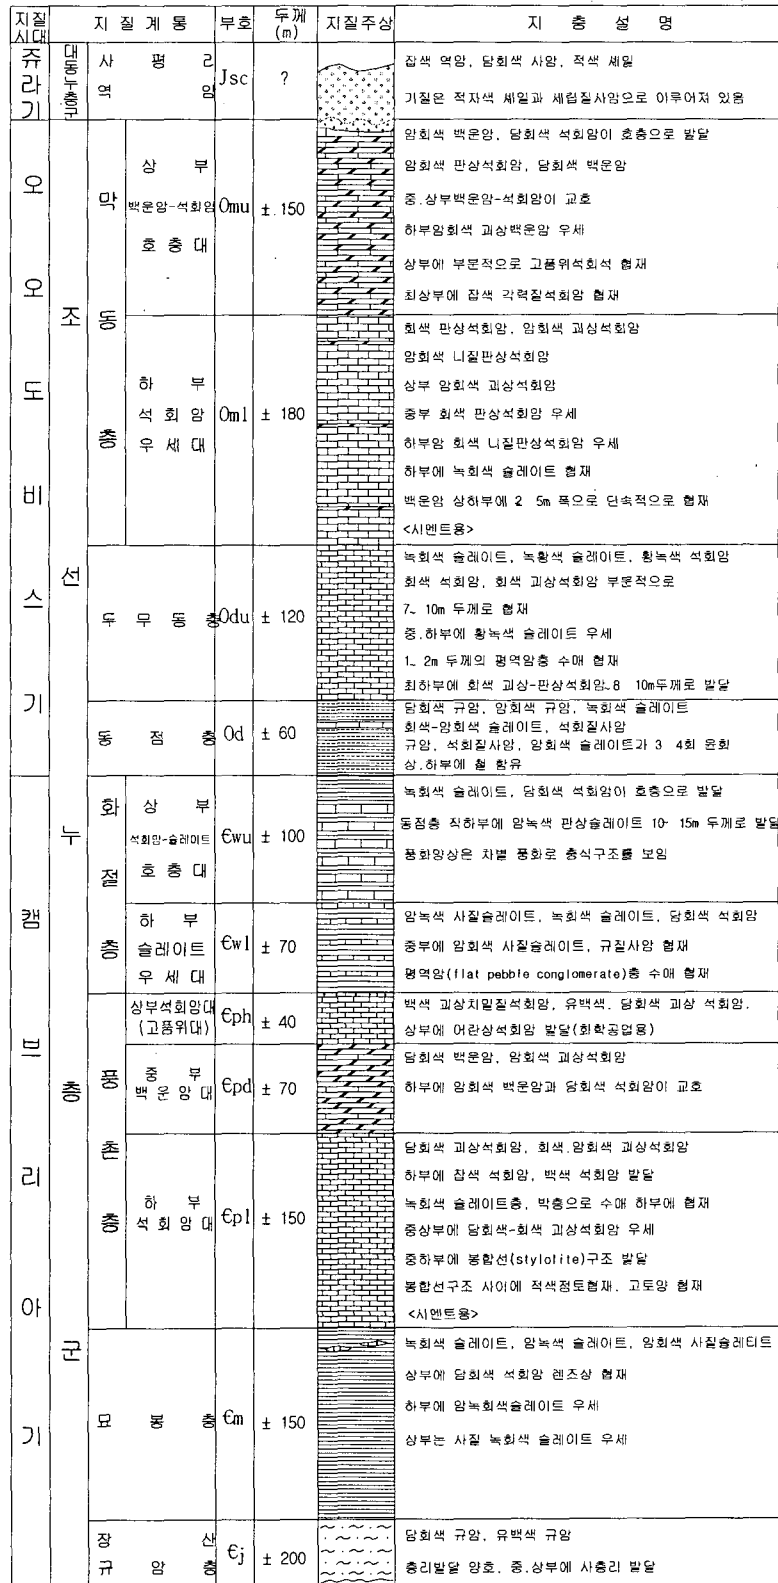 지질시대 지질계통 부호 두께(m) 지질주상 지층설명
쥬라기 대동누층군 사평리역암 Jsc ?
잡색 역암, 담회색 사암, 적색 셰일
기질은 적자색 셰일과 세립질사암으로 이루어져 있음
오오도비스기
조선누층군
막동층 상부 백운암-석회암 호층대 Omu ±.150
암회색 백운암, 담회색 석회암이 호층으로 발달
암회색 판상석회암, 담회색 백운암
중.상부백운암-석회암이 교호
하부암회색 괴상백운암 우세
상부에 부분적으로 고품위석회석 협재
최상부에 잡색 각력질석회암 협재
하부 석회암 우세대 Oml ± 180
회색 판상석회암, 암회색 괴상석회암
암회색 니질판상석회암
상부 암회색 괴상석회암
중부 회색 판상석회암 우세
하부암 회색 니질판상석회암 우세
하부에 녹회색 슬레이트 협재
백운암 상하부에 2 5m 폭으로 단속적으로 협재
<시멘트용>
두무동층 Odu ± 120
녹회색 슬레이트, 녹황색 슬레이트, 황녹색 석회암
회색 석회암, 회색 괴상석회암 부분적으로
7~ 10m 두께로 협재
중.하부에 황녹색 슬레이트 우세
1~ 2m 두께의 평역암층 수매 협재
최하부에 회색 괴상-판상석회암~8 10m두께로 발달
동점층 Od ± 60
담회색 규암, 암회색 규암, 녹회색 슬레이트
회색-암회색 슬레이트, 석회질사암
규암, 석회질사암, 암회색 슬레이트과 3 4회 윤회
상.하부에 철 함유
캠브리아기
화절층 상부 석회암-슬레이트 호층대 €wu ± 100
녹회색 슬레이트, 담회색 석회암이 호층으로 발달
동점층 직하부에 암녹색 판상슬레이트 10- 15m 두께로 발달
풍화양상은 차별 풍화로 층식구조를 보임
하부 슬레이트 우세대 €wl ± 70
암녹색 사질슬레이트, 녹회색 슬레이트, 담회색 석회암
중부에 암회색 사질슬레이트, 규질사암 협재
평역암(flat pebble conglomerate)층 수매 협재
풍촌층 상부석회암대 (고품위대) €ph ± 40
백색 괴상치밀질석회암, 유백색. 담회색 괴상 석회암.
상부에 어란상석회암 발달(화학공업용)
중부 백운암대 €pd ± 70
담회색 백운암, 암회색 괴상석회암
하부에 암회색 백운암과 담회색 석회암이 교호
하부 석회암대 €pl ± 150
담회색 괴상석회암, 회색.암회색 괴상석회암
하부에 잡색 석회암, 백색 석회암 발달
녹회색 슬레이트층, 박층으로 수매 하부에 협재
중상부에 담회색-회색 괴상석회암 우세
중하부에 봉합선(stylolite)구조 발달
봉합선구조 사이에 적색점토협재. 고토양 협재
<시멘트용>
묘봉층 €m ± 150
녹회색 슬레이트, 암녹색 슬레이트, 암회색 사질슬레티트
상부에 담회색 석회암 렌즈상 협재
하부에 암녹회색슬레이트 우세
상부는 사질 녹회색 슬레이트 우세
장산규암층 €j ± 200
담회색 규암, 유백색 규암
층리발달 양호. 중.상부에 사층리 발달